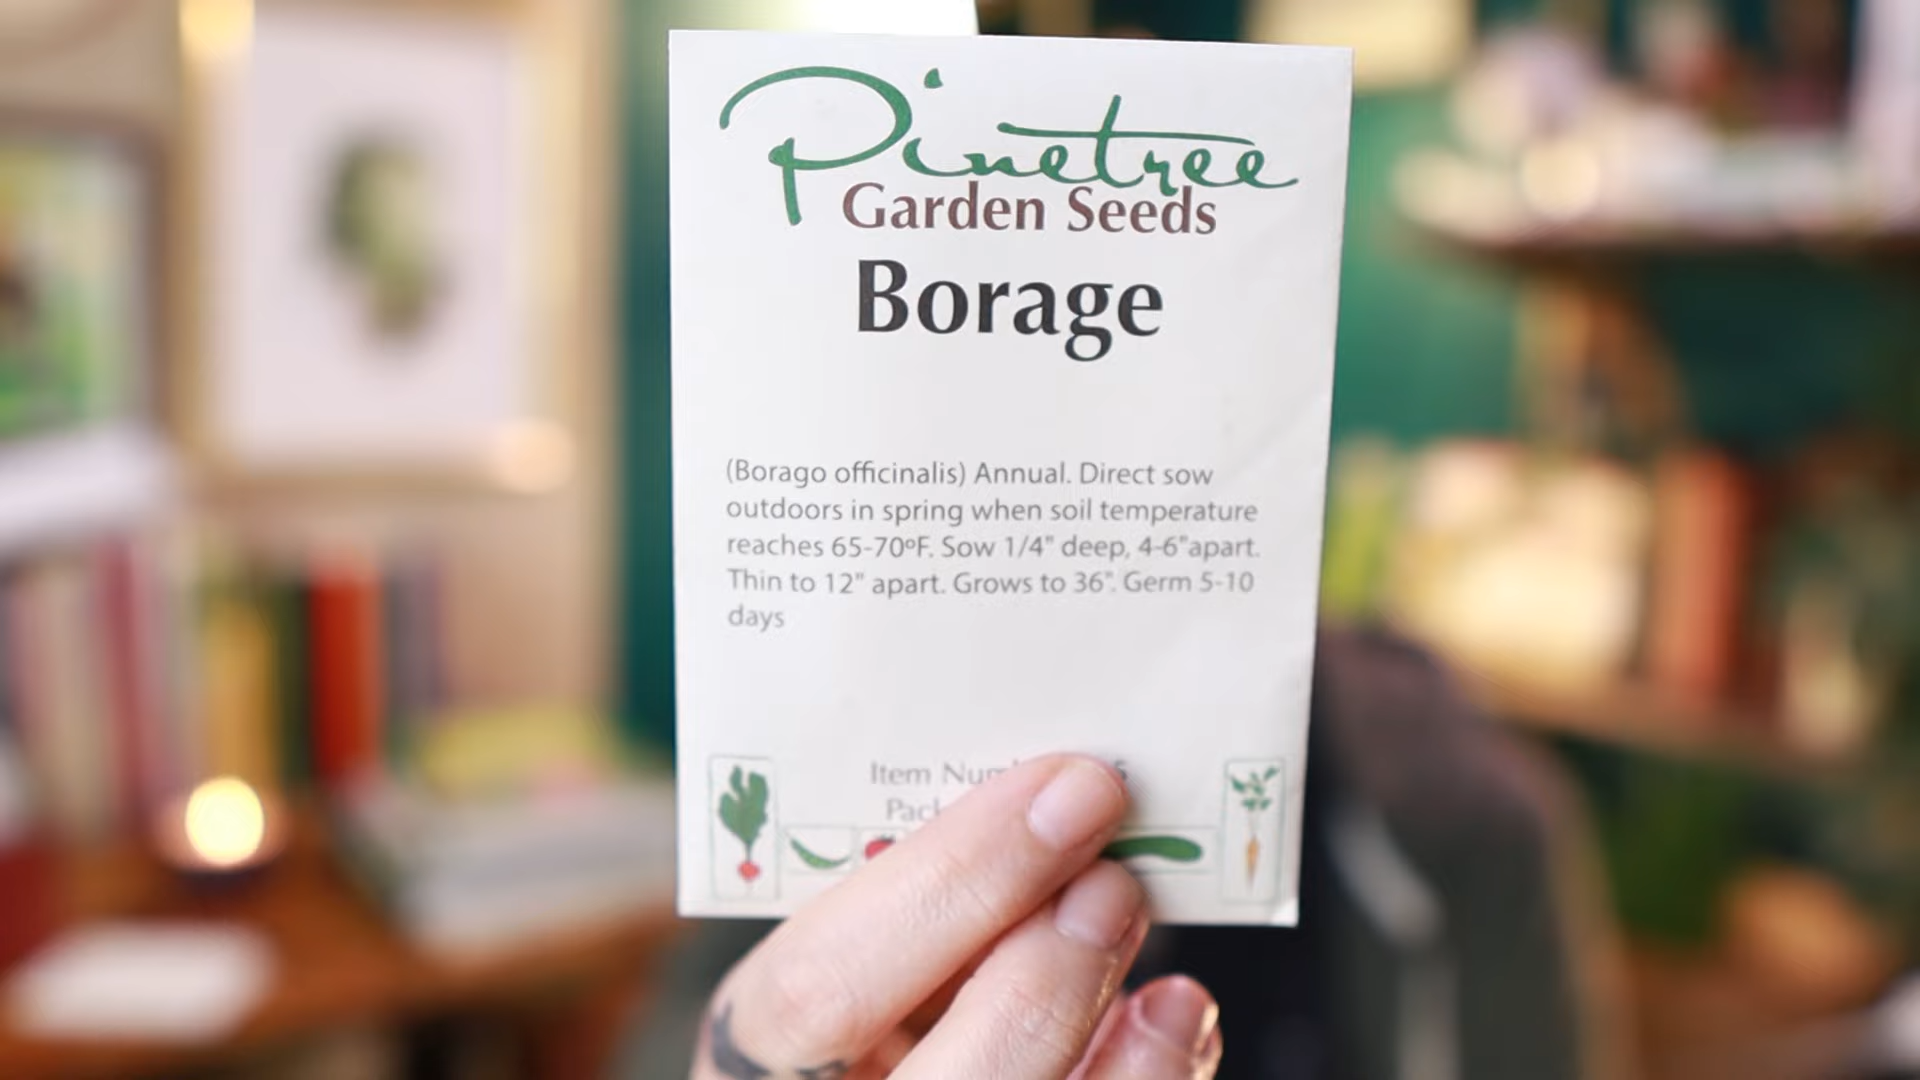 Pinetree
Garden Seeds
Borage
(Borago officinalis) Annual. Direct sow
outdoors in spring when soil temperature
reaches 65-70ºF. Sow 1/4" deep, 4-6"apart.
Thin to 12" apart. Grows to 36". Germ 5-10
days
Item